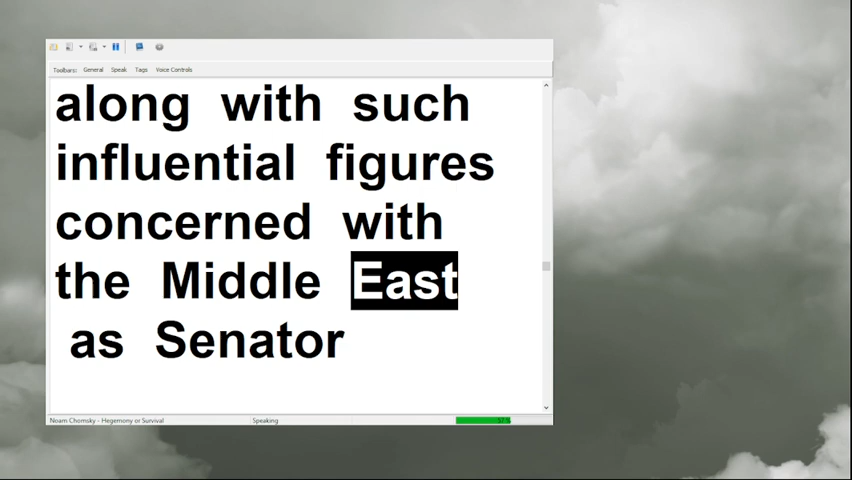 Toolbars: General Speak Tags Voice Controls
along with such
influential figures
concerned with
the Middle East
as Senator
Noam Chomsky - Hegemony or Survival Speaking 57 %